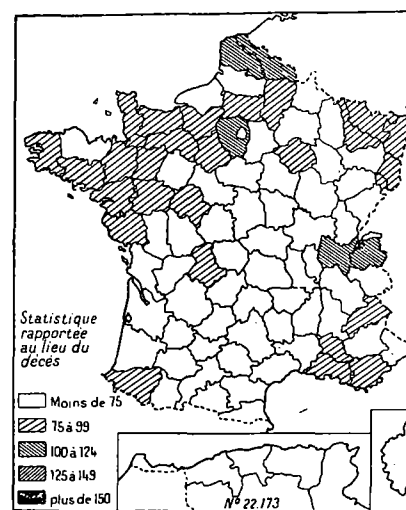 Statistique
rapportée
au lieu du
décès
Moins de 75
75 à 99
100 à 124
125 à 149
plus de 150
N° 22.173